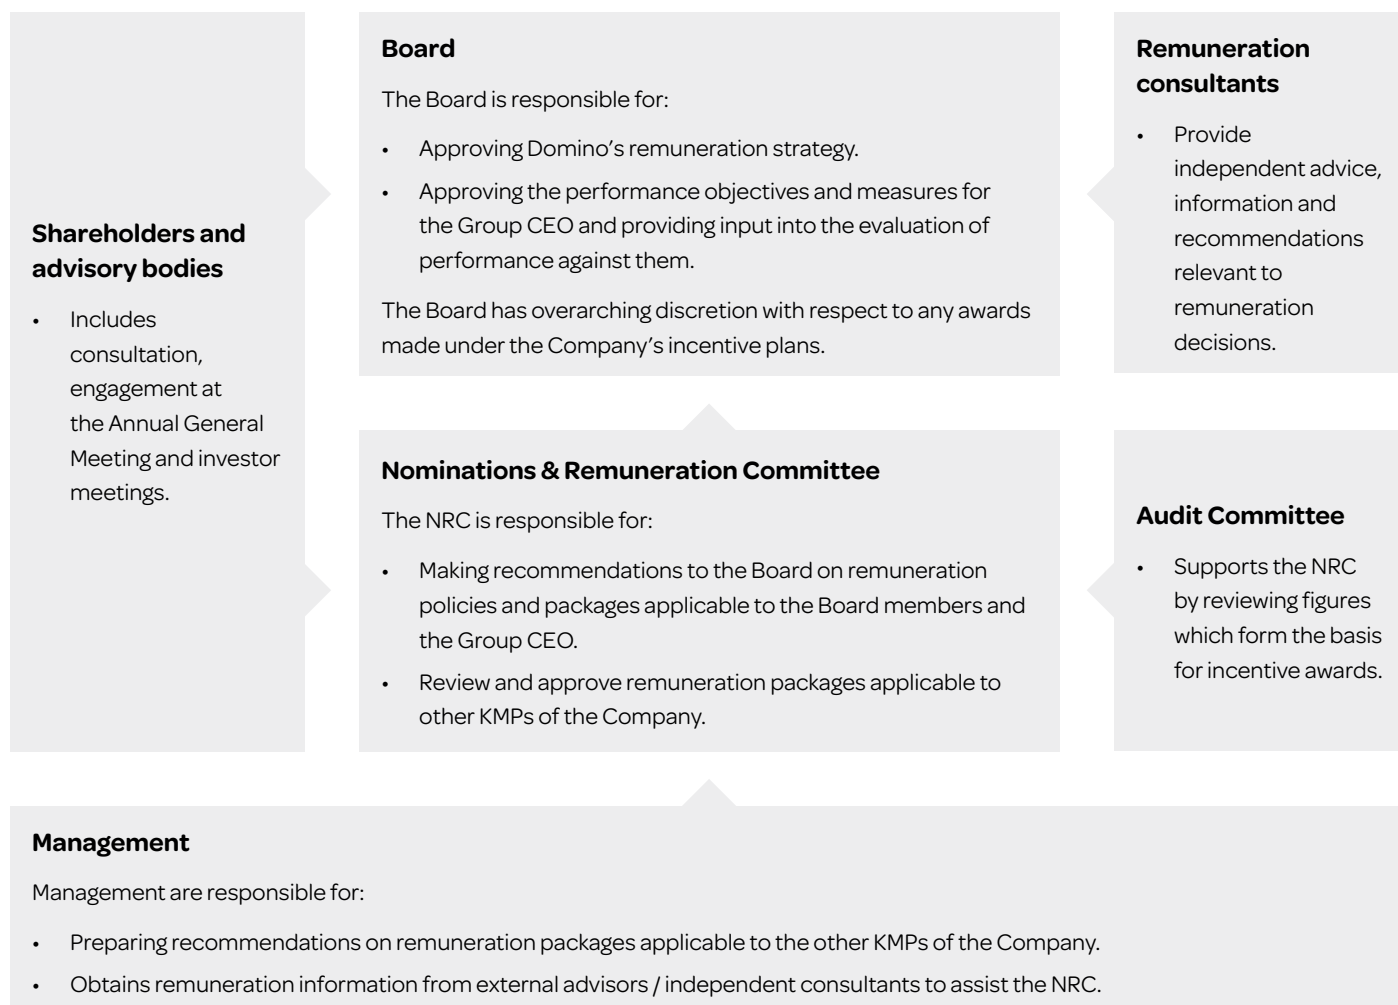 Shareholders and
advisory bodies
• Includes
consultation,
engagement at
the Annual General
Meeting and investor
meetings.
Board
The Board is responsible for:
• Approving Domino’s remuneration strategy.
• Approving the performance objectives and measures for
the Group CEO and providing input into the evaluation of
performance against them.
The Board has overarching discretion with respect to any awards
made under the Company’s incentive plans.
Remuneration
consultants
• Provide
independent advice,
information and
recommendations
relevant to
remuneration
decisions.
Nominations & Remuneration Committee
The NRC is responsible for:
• Making recommendations to the Board on remuneration
policies and packages applicable to the Board members and
the Group CEO.
• Review and approve remuneration packages applicable to
other KMPs of the Company.
Audit Committee
• Supports the NRC
by reviewing figures
which form the basis
for incentive awards.
Management
Management are responsible for:
• Preparing recommendations on remuneration packages applicable to the other KMPs of the Company.
• Obtains remuneration information from external advisors / independent consultants to assist the NRC.